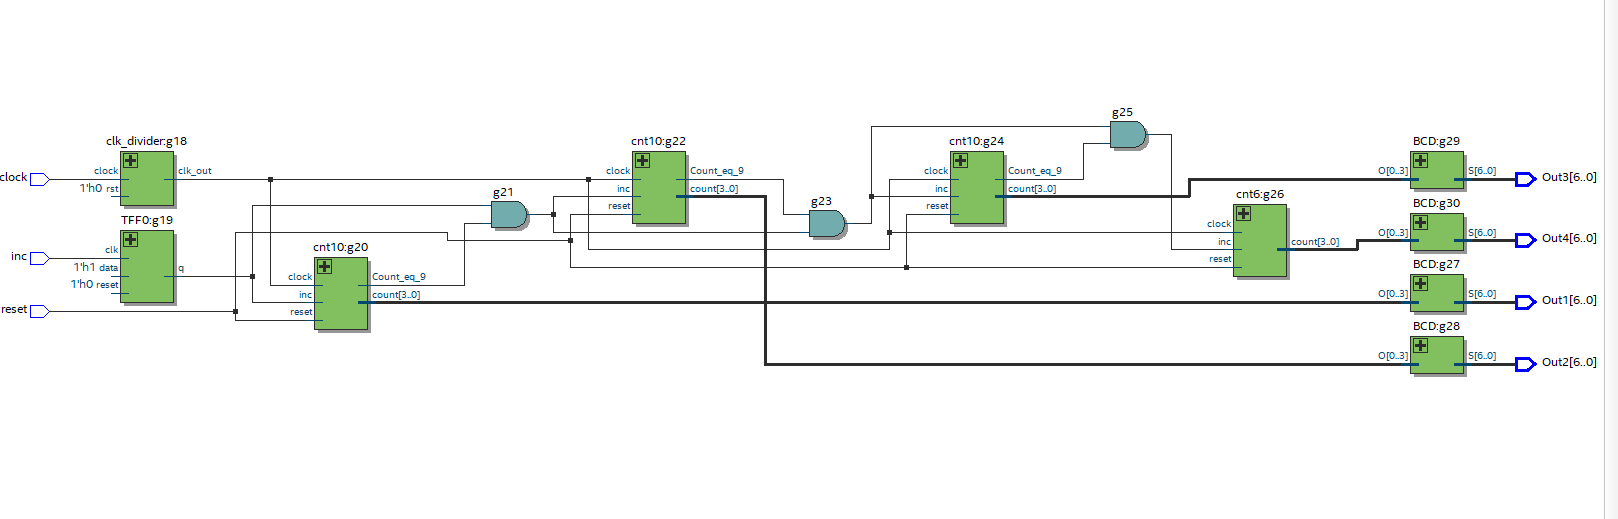 clk_divider:g18
clock
clock
1'h0 rst
clk_out
TFF0:g19
inc
clk
1'h1 data
1'h0 reset
q
reset
cnt10:g20
clock
inc
reset
Count_eq_9
count[3..0]
g21
cnt10:g22
clock
inc
reset
Count_eq_9
count[3..0]
g23
cnt10:g24
clock
inc
reset
Count_eq_9
count[3..0]
g25
cnt6:g26
clock
inc
reset
count[3..0]
BCD:g29
O[0..3]
S[6..0]
Out3[6..0]
BCD:g30
O[0..3]
S[6..0]
Out4[6..0]
BCD:g27
O[0..3]
S[6..0]
Out1[6..0]
BCD:g28
O[0..3]
S[6..0]
Out2[6..0]